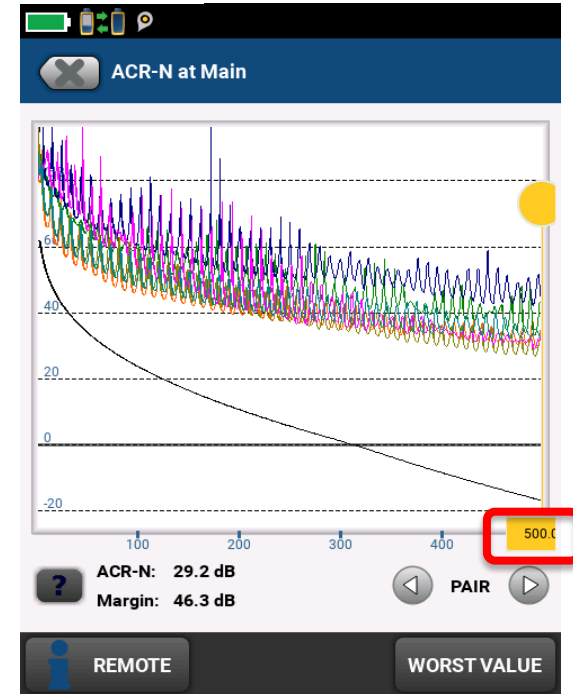 ACR-N at Main
60
40
20
0
-20
100 200 300 400 500.0
ACR-N: 29.2 dB
Margin: 46.3 dB
? PAIR
i REMOTE WORST VALUE